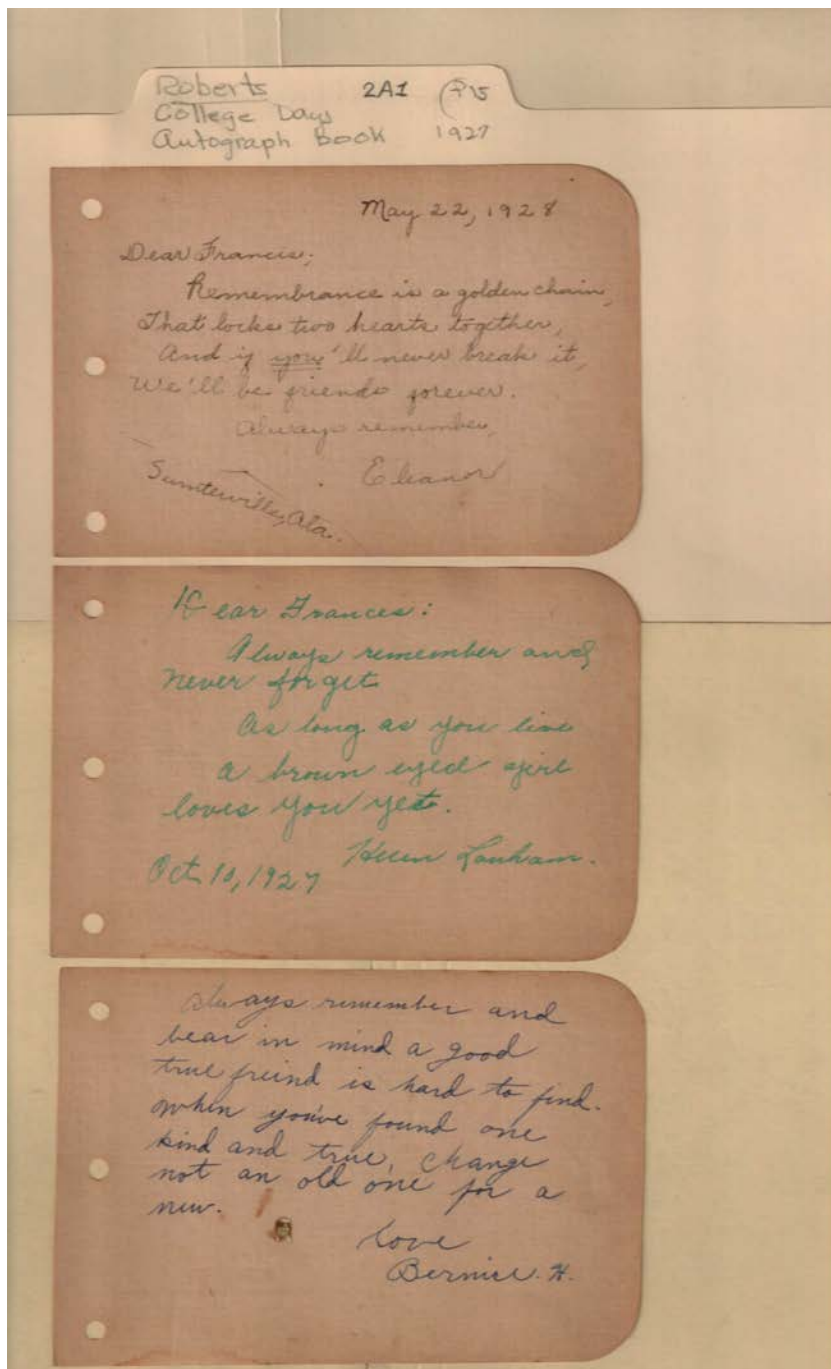 Roberts 2A1 P15
College Days
Autograph Book 1927
May 22, 1928
Dear Francis,
Remembrance is a golden chain,
That locks two hearts together,
And if you'll never break it,
We'll be friends forever.
Always remember,
Eleanor
Sumterville, Ala.
Dear Frances:
Always remember and
never forget
As long as you live
a brown eyed girl
loves you yet.
Helen Lanham.
Oct 10, 1927
Always remember and
bear in mind a good
true freind is hard to find.
when you've found one
kind and true, change
not an old one for a
new.
Love
Bernice. H.